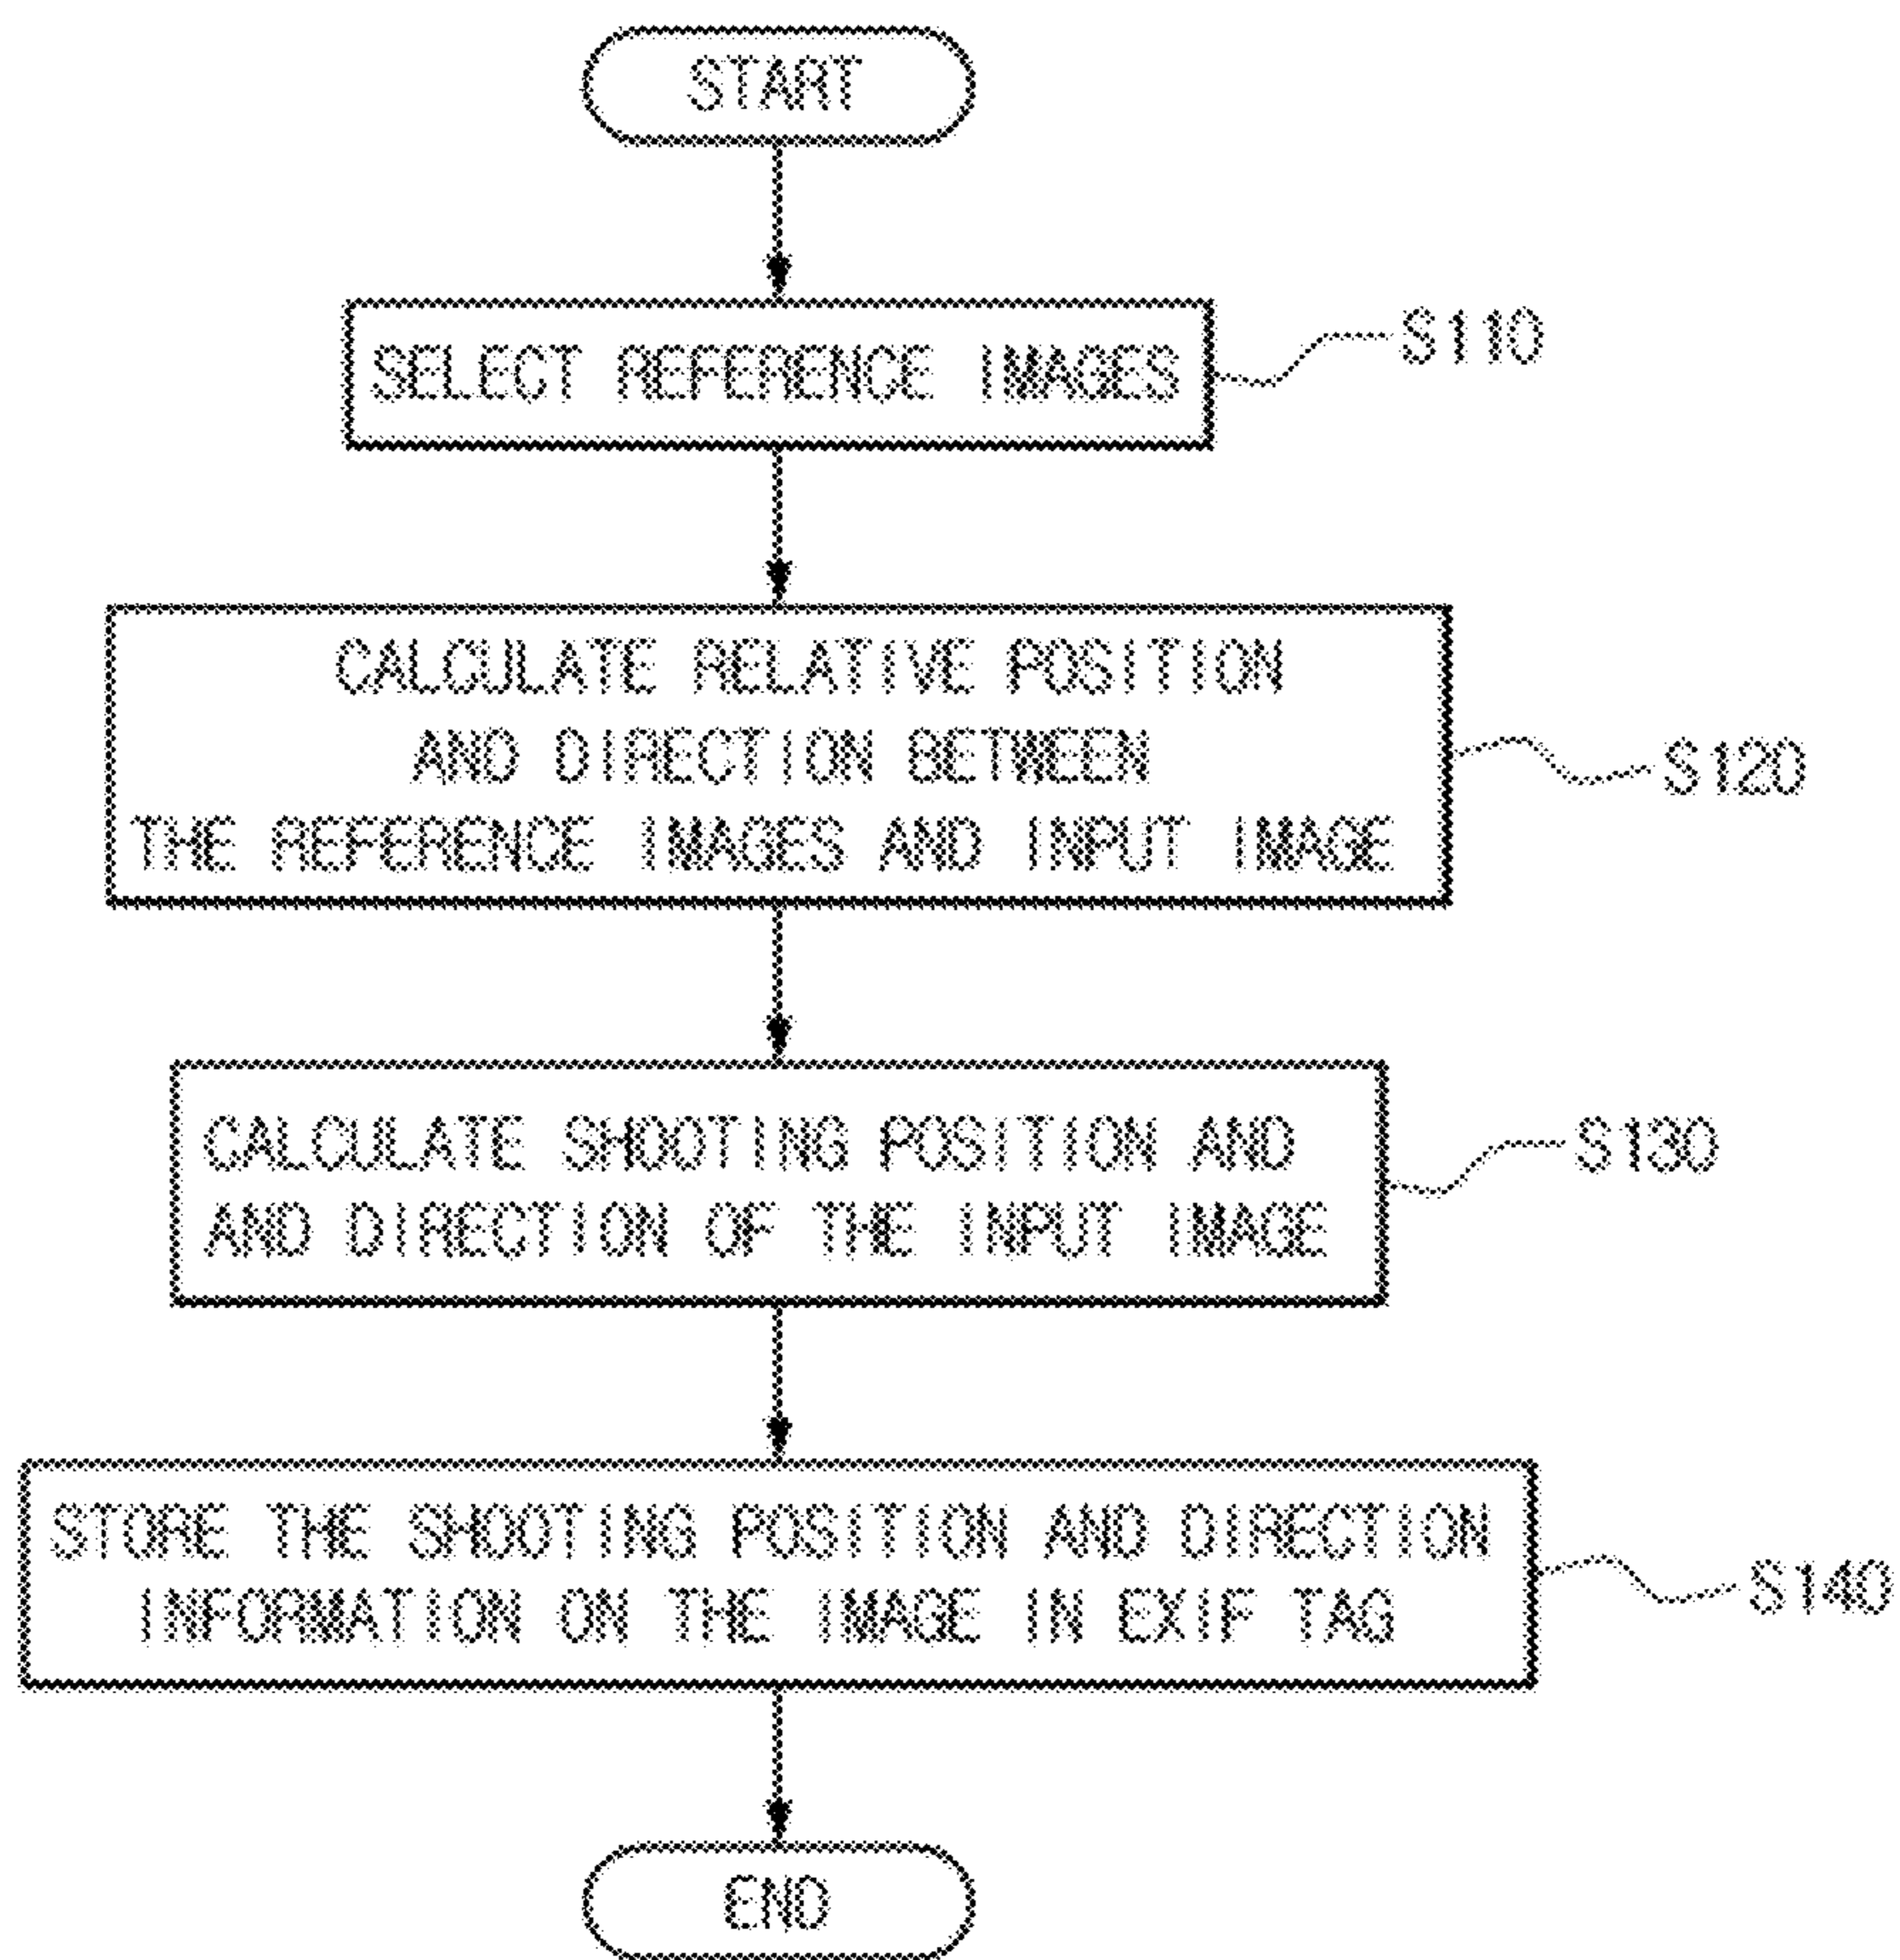 START
SELECT REFERENCE IMAGES
S110
CALCULATE RELATIVE POSITION
AND DIRECTION BETWEEN
THE REFERENCE IMAGES AND INPUT IMAGE
S120
CALCULATE SHOOTING POSITION AND
AND DIRECTION OF THE INPUT IMAGE
S130
STORE THE SHOOTING POSITION AND DIRECTION
INFORMATION ON THE IMAGE IN EXIF TAG
S140
END